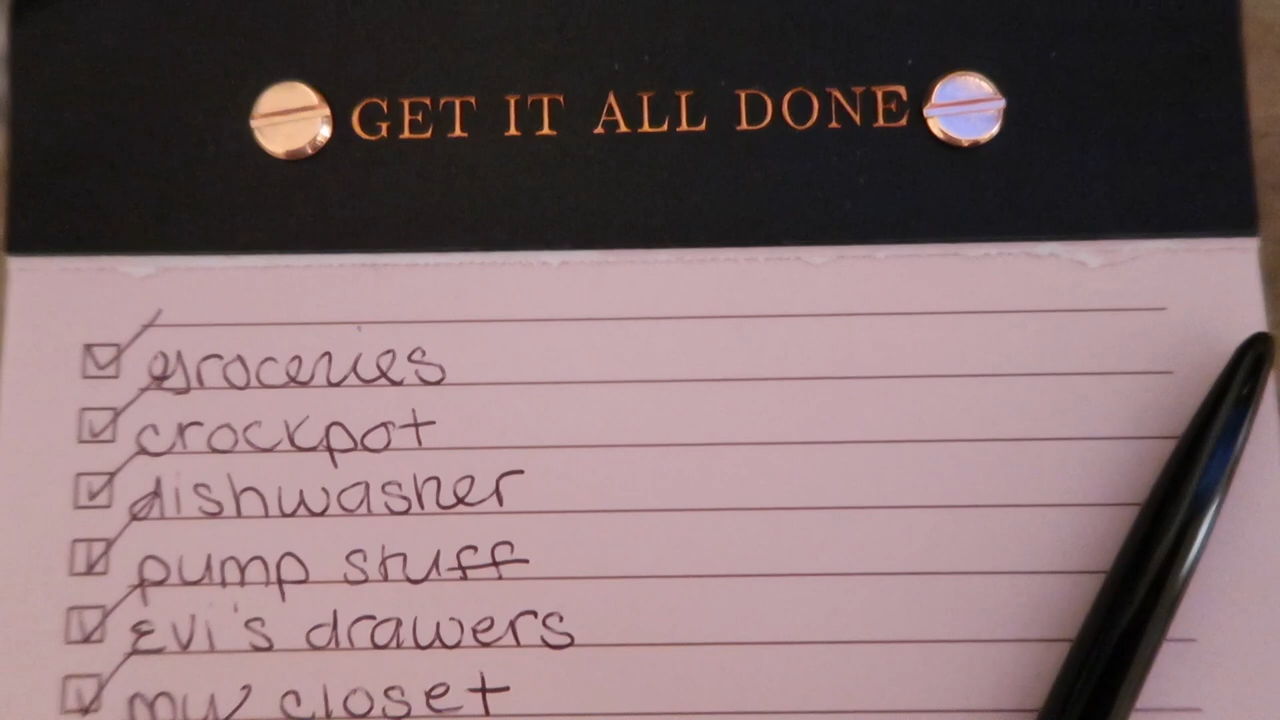 GET IT ALL DONE
groceries
crockpot
dishwasher
pump stuff
Evi's drawers
my closet